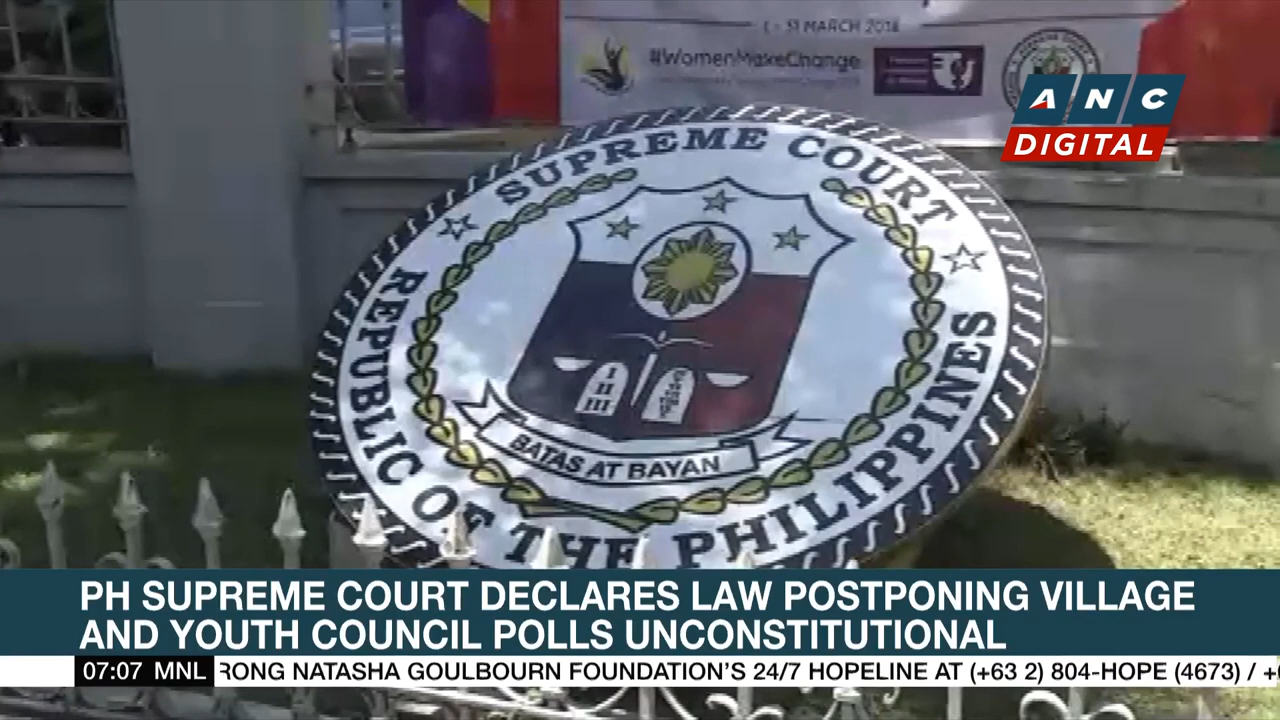 1 - 31 MARCH 2018
#WomenMakeChange
ANC
DIGITAL
SUPREME COURT
REPUBLIC OF THE PHILIPPINES
I
II
III
BATAS AT BAYAN
PH SUPREME COURT DECLARES LAW POSTPONING VILLAGE
AND YOUTH COUNCIL POLLS UNCONSTITUTIONAL
07:07 MNL RONG NATASHA GOULBOURN FOUNDATION'S 24/7 HOPELINE AT (+63 2) 804-HOPE (4673) / +